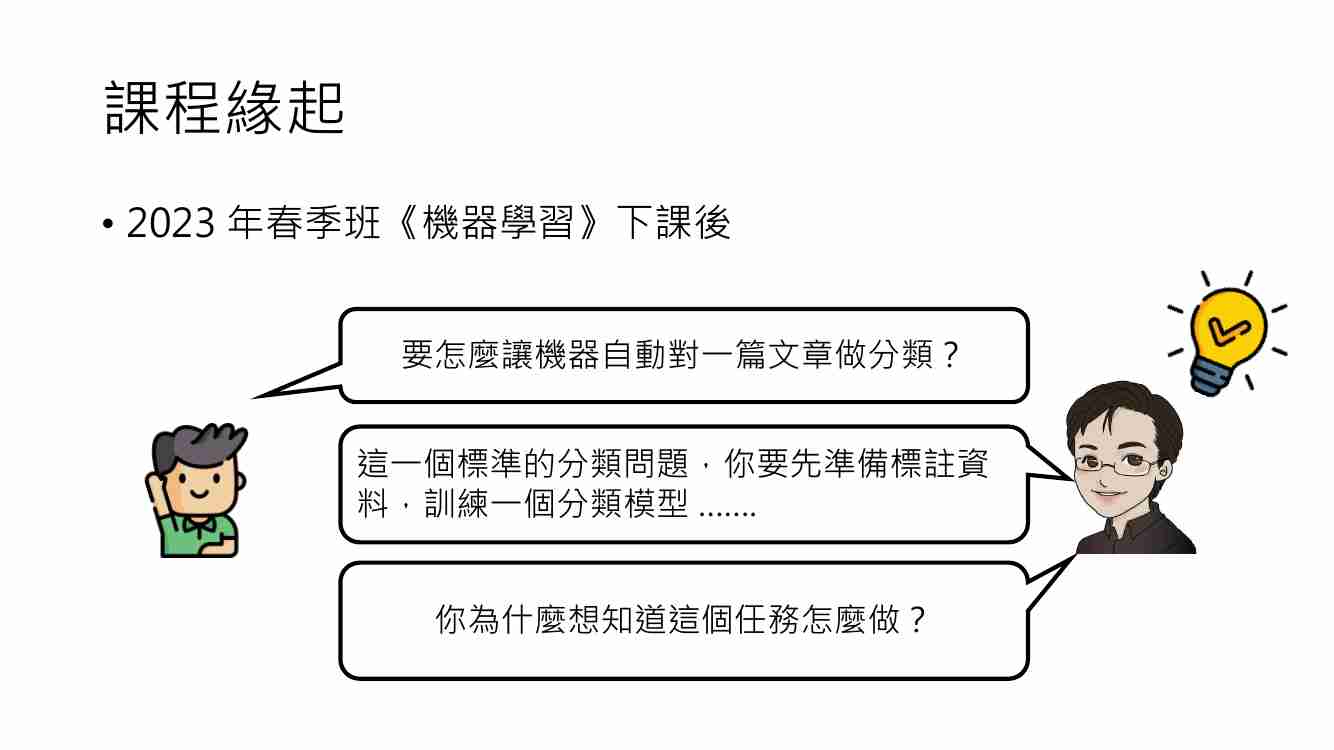 課程緣起
• 2023 年春季班《機器學習》下課後
要怎麼讓機器自動對一篇文章做分類？
這一個標準的分類問題，你要先準備標註資
料，訓練一個分類模型 .......
你為什麼想知道這個任務怎麼做？